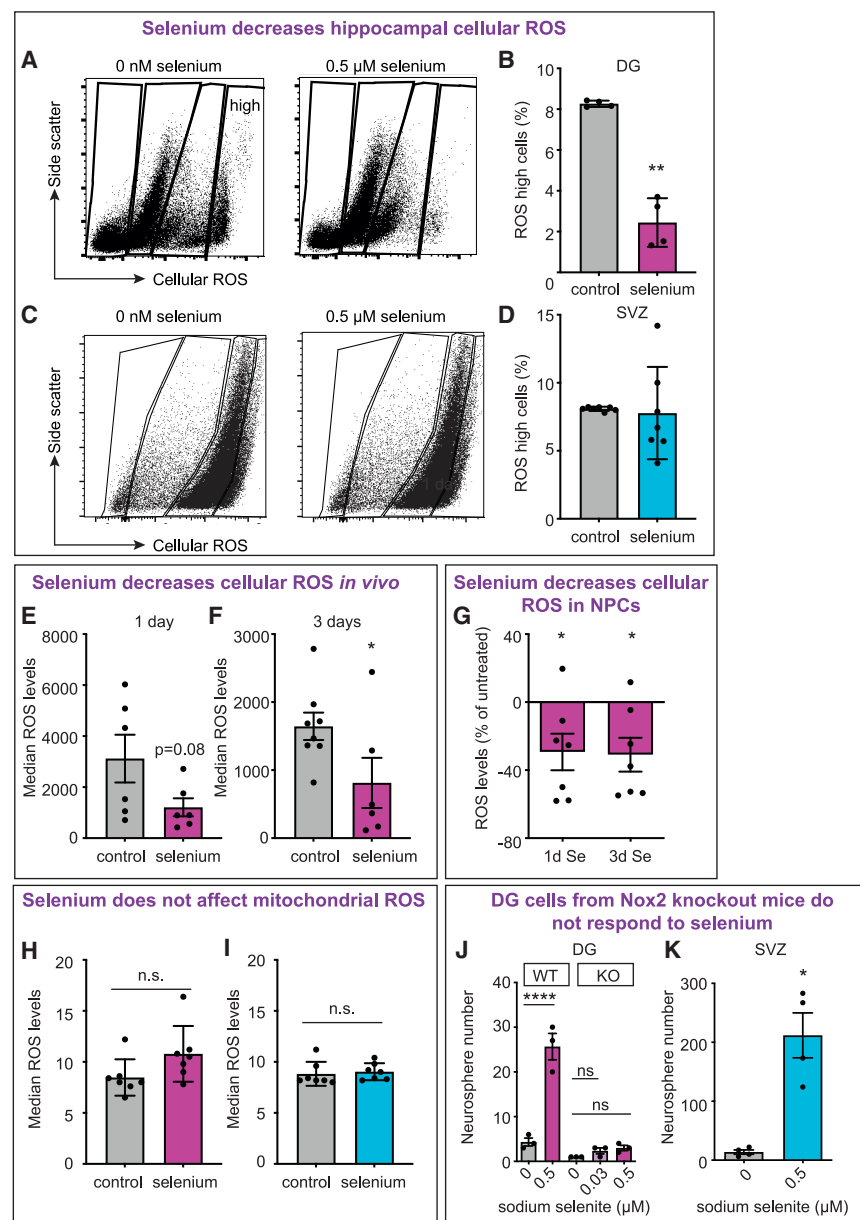 Selenium decreases hippocampal cellular ROS
A
0 nM selenium
0.5 µM selenium
high
Side scatter
Cellular ROS
B
DG
10
8
6
4
2
0
ROS high cells (%)
**
control
selenium
C
0 nM selenium
0.5 µM selenium
Side scatter
Cellular ROS
D
SVZ
15
10
5
0
ROS high cells (%)
control
selenium
Selenium decreases cellular ROS in vivo
E
1 day
8000
6000
4000
2000
0
Median ROS levels
p=0.08
control
selenium
F
3 days
3000
2000
1000
0
Median ROS levels
*
control
selenium
Selenium decreases cellular
ROS in NPCs
G
40
0
-40
-80
ROS levels (% of untreated)
*
*
1d Se
3d Se
Selenium does not affect mitochondrial ROS
H
20
15
10
5
0
Median ROS levels
n.s.
control
selenium
I
20
15
10
5
0
Median ROS levels
n.s.
control
selenium
DG cells from Nox2 knockout mice do
not respond to selenium
J
DG
WT
KO
40
30
20
10
0
Neurosphere number
****
ns
ns
0
0.5
0
0.03
0.5
sodium selenite (µM)
K
SVZ
300
200
100
0
Neurosphere number
*
0
0.5
sodium selenite (µM)